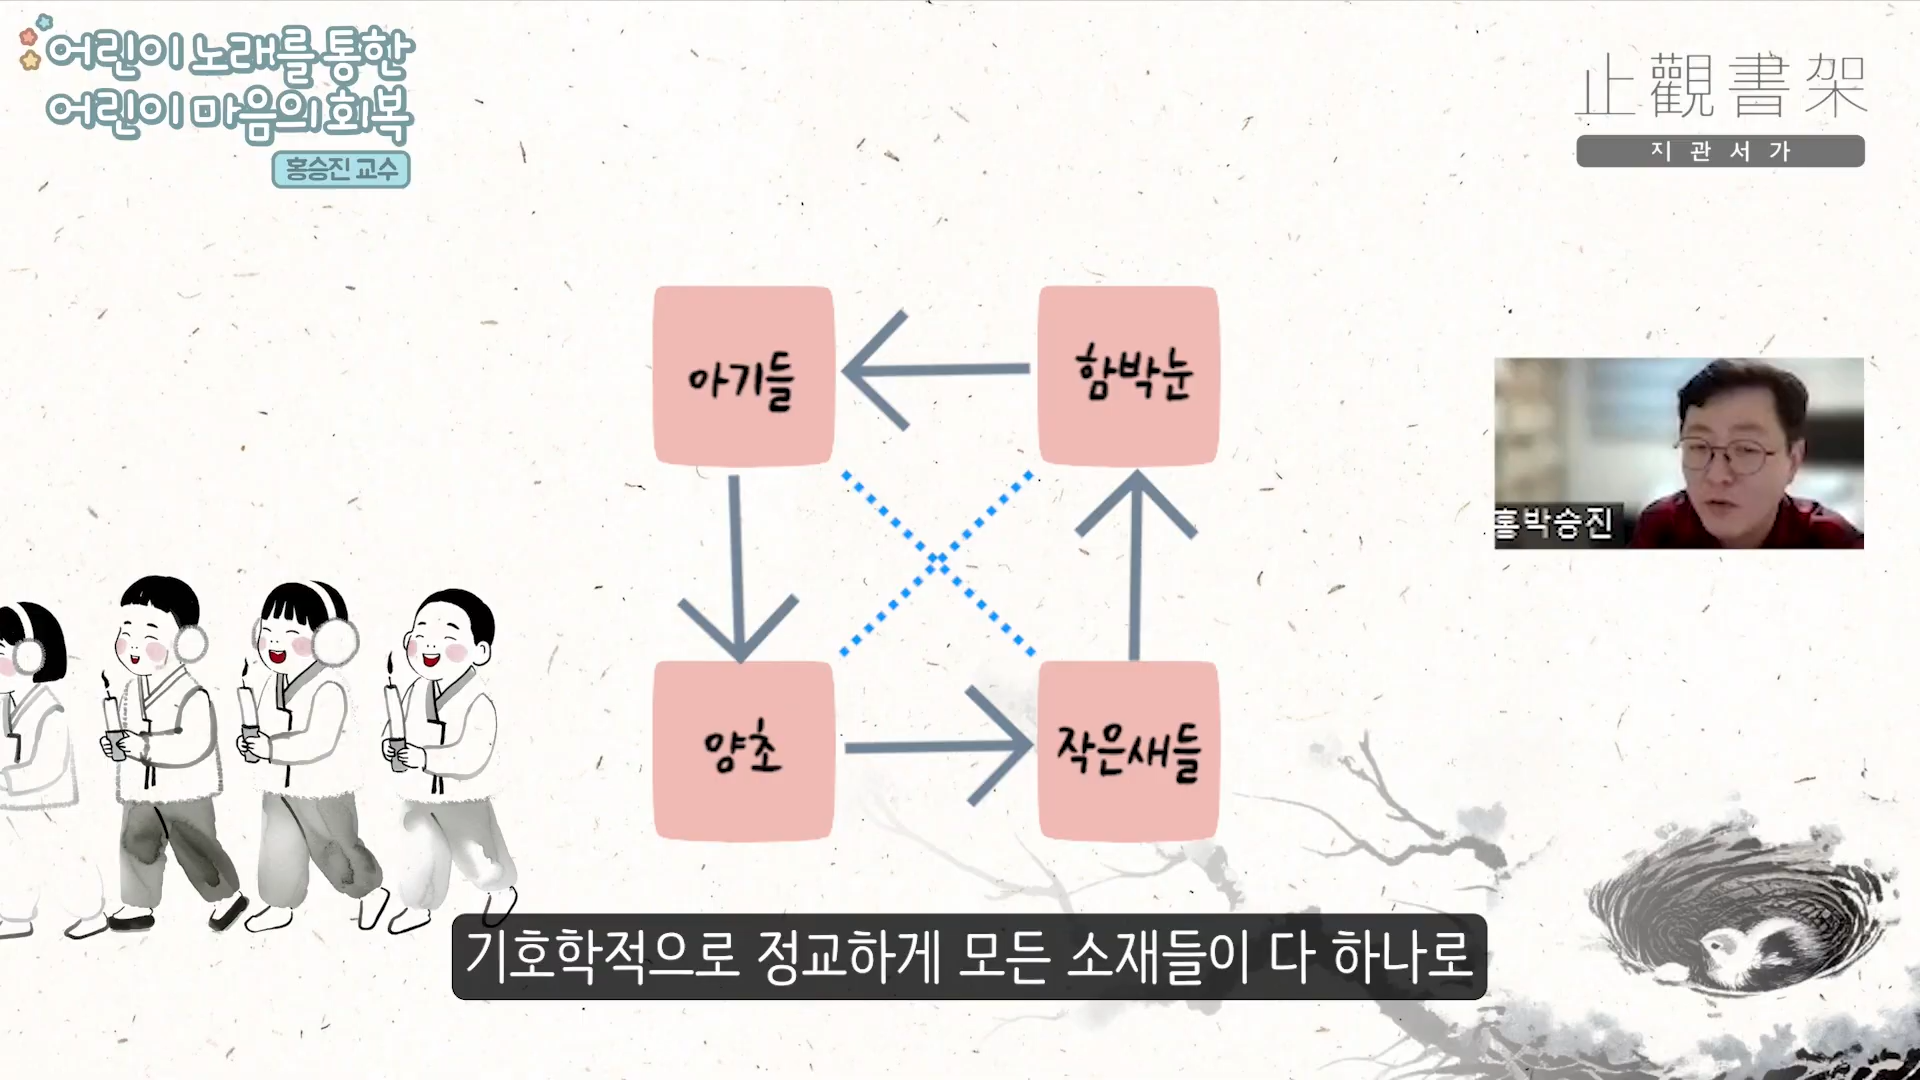 어린이 노래를 통한
어린이 마음의 회복
홍승진 교수
止觀書架
지관서가
아기들
함박눈
양초
작은새들
홍박승진
기호학적으로 정교하게 모든 소재들이 다 하나로